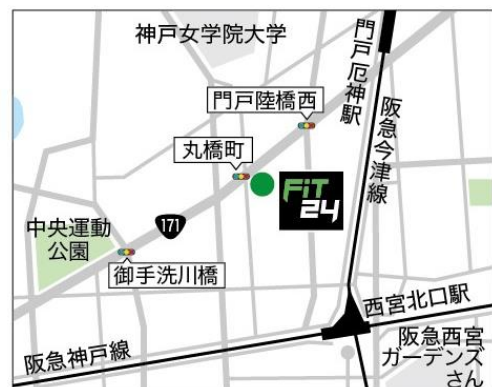 神戸女学院大学
門戸厄神駅
阪急今津線
門戸陸橋西
丸橋町
FiT
24
171
中央運動
公園
御手洗川橋
西宮北口駅
阪急神戸線
阪急西宮
ガーデンズ
さん